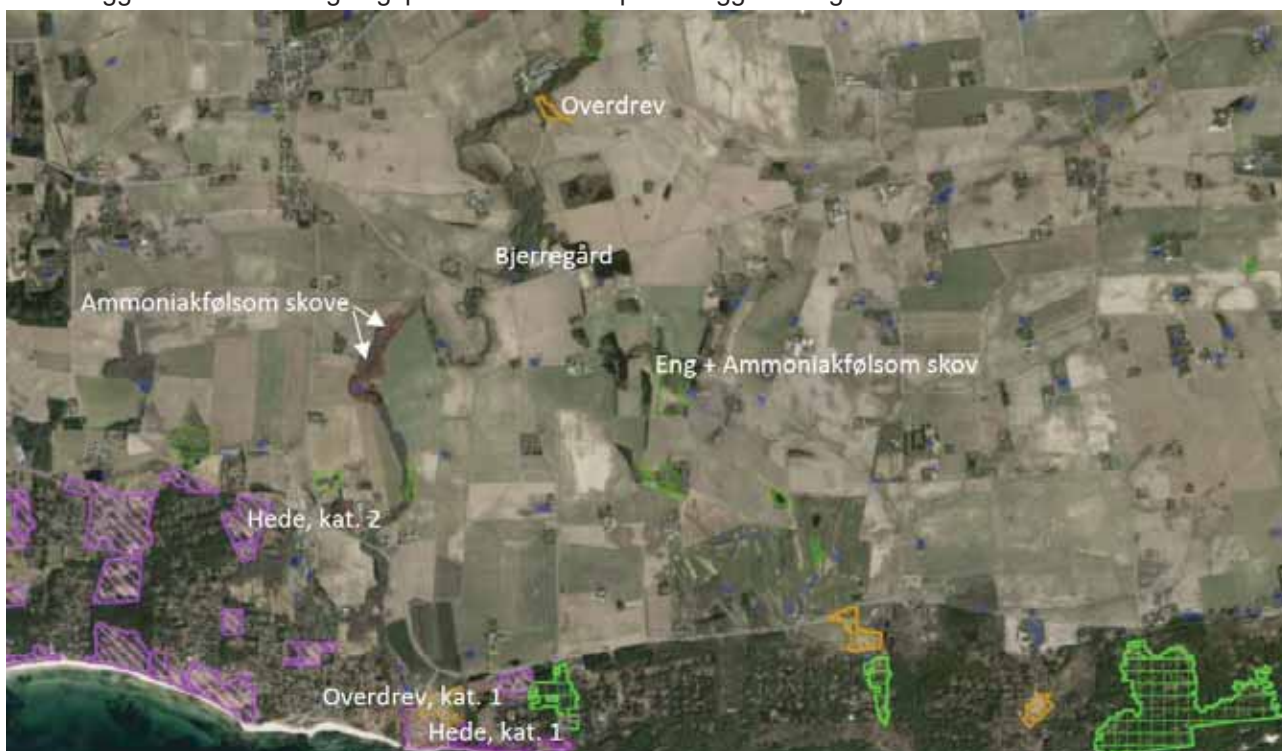 Overdrev
Bjerregård
Ammoniakfølsom skove
Eng + Ammoniakfølsom skov
Hede, kat. 2
Overdrev, kat. 1
Hede, kat. 1